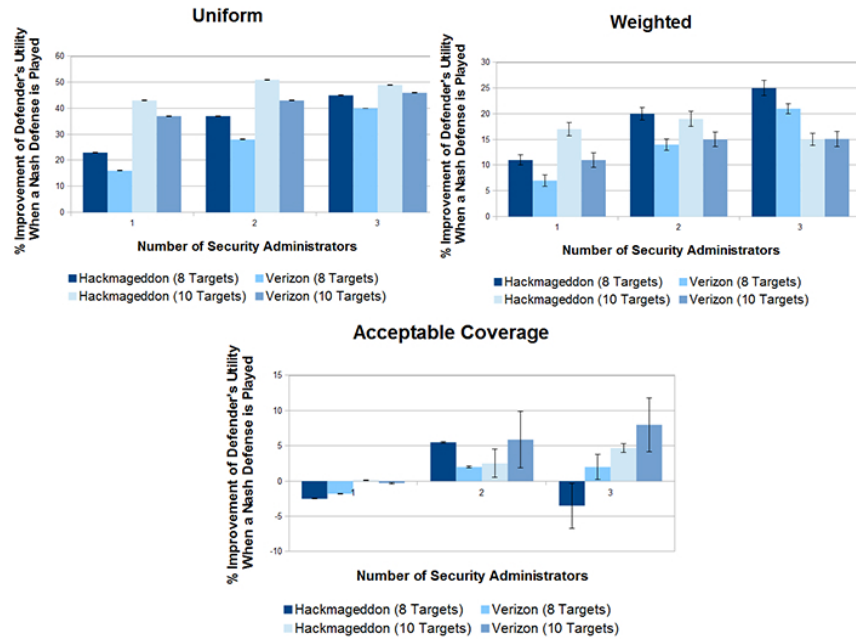 Uniform
% Improvement of Defender's Utility
When a Nash Defense is Played
60
50
40
30
20
10
0
1 2 3
Number of Security Administrators
Hackmageddon (8 Targets) Verizon (8 Targets)
Hackmageddon (10 Targets) Verizon (10 Targets)
Weighted
% Improvement of Defender's Utility
When a Nash Defense is Played
30
25
20
15
10
5
0
1 2 3
Number of Security Administrators
Hackmageddon (8 Targets) Verizon (8 Targets)
Hackmageddon (10 Targets) Verizon (10 Targets)
Acceptable Coverage
% Improvement of Defender's Utility
When a Nash Defense is Played
15
10
5
0
-5
-10
1 2 3
Number of Security Administrators
Hackmageddon (8 Targets) Verizon (8 Targets)
Hackmageddon (10 Targets) Verizon (10 Targets)